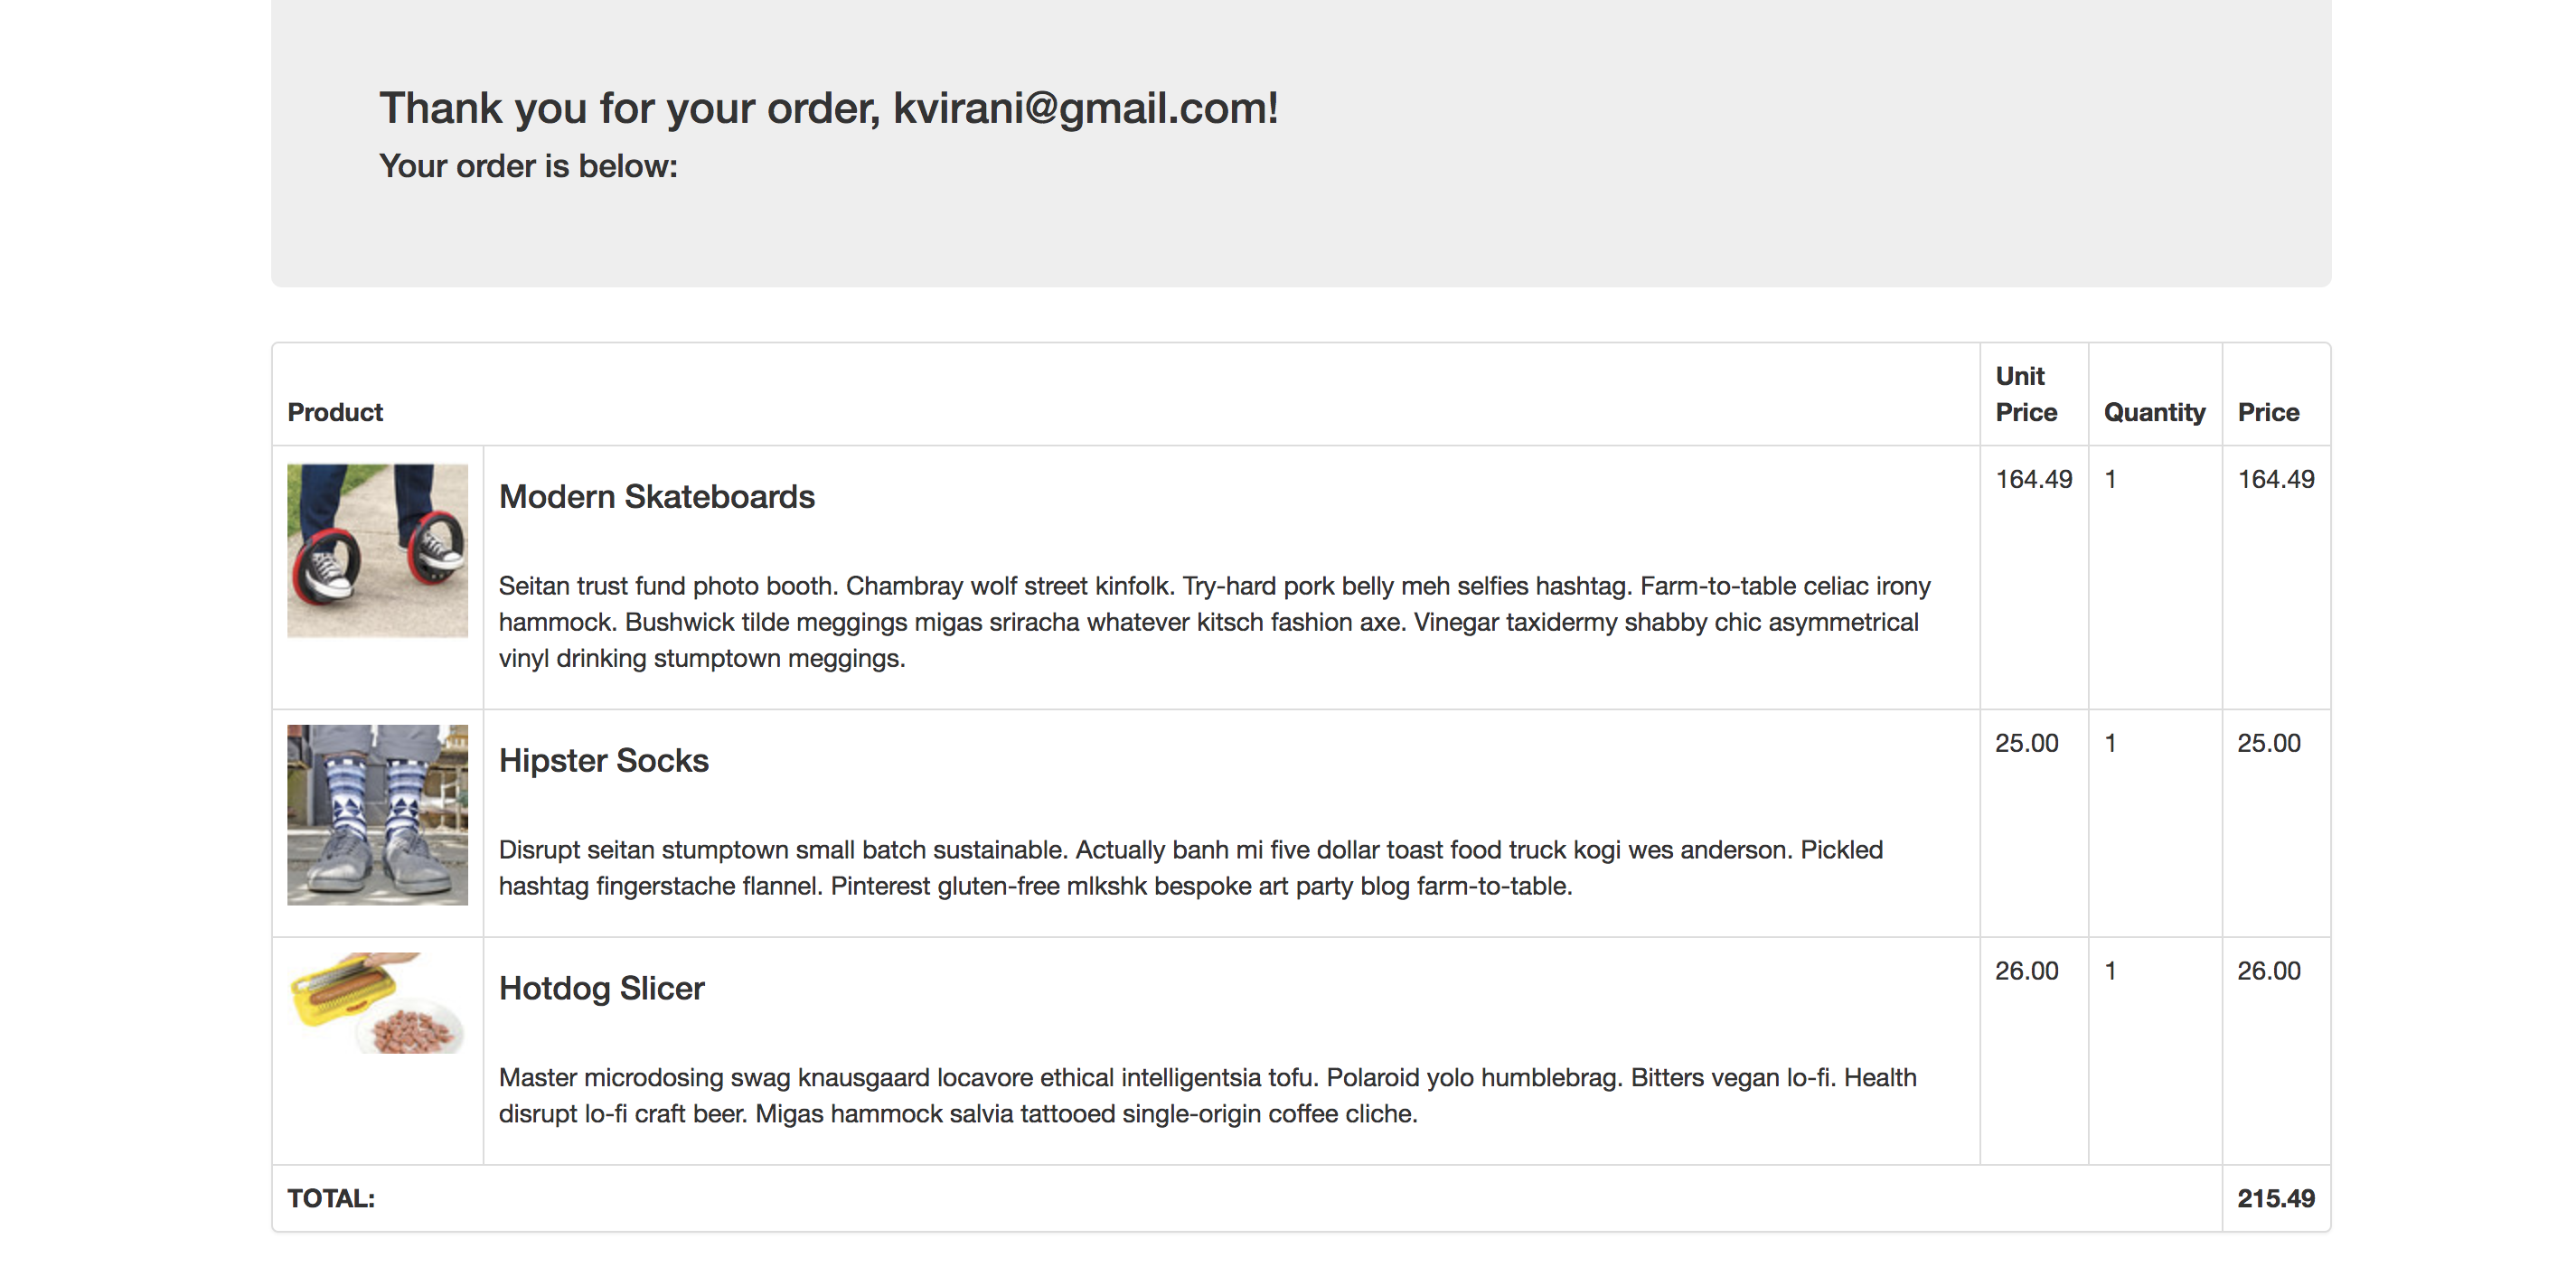 Thank you for your order, kvirani@gmail.com!
Your order is below:
Product
Unit
Price
Quantity
Price
Modern Skateboards
164.49
1
164.49
Seitan trust fund photo booth. Chambray wolf street kinfolk. Try-hard pork belly meh selfies hashtag. Farm-to-table celiac irony
hammock. Bushwick tilde meggings migas sriracha whatever kitsch fashion axe. Vinegar taxidermy shabby chic asymmetrical
vinyl drinking stumptown meggings.
Hipster Socks
25.00
1
25.00
Disrupt seitan stumptown small batch sustainable. Actually banh mi five dollar toast food truck kogi wes anderson. Pickled
hashtag fingerstache flannel. Pinterest gluten-free mlkshk bespoke art party blog farm-to-table.
Hotdog Slicer
26.00
1
26.00
Master microdosing swag knausgaard locavore ethical intelligentsia tofu. Polaroid yolo humblebrag. Bitters vegan lo-fi. Health
disrupt lo-fi craft beer. Migas hammock salvia tattooed single-origin coffee cliche.
TOTAL:
215.49